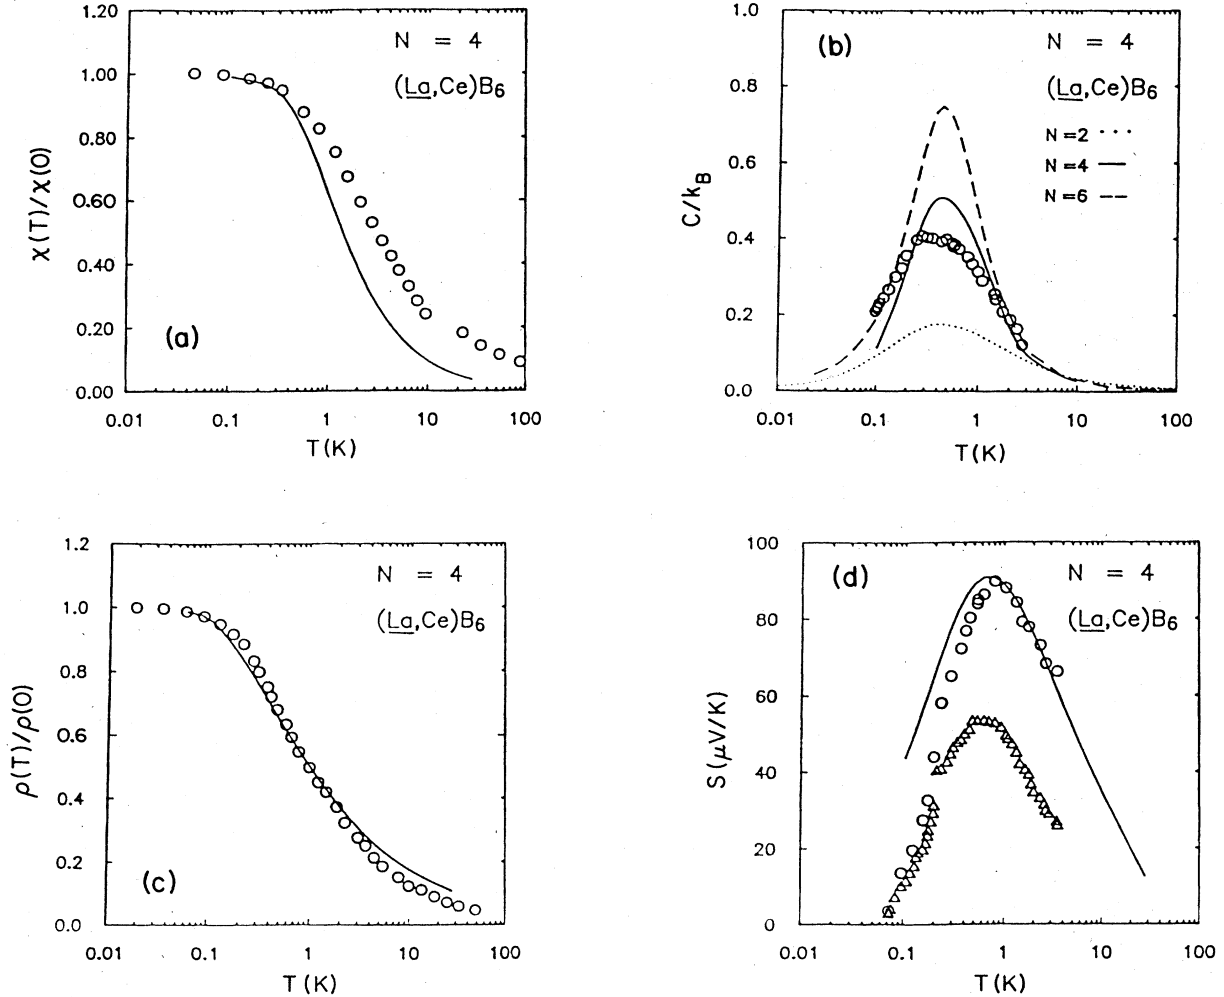 1.20
1.00
0.80
0.60
0.40
0.20
0.00
χ(T)/χ(0)
N = 4
(La,Ce)B6
(a)
0.01 0.1 1 10 100
T(K)
1.0
0.8
0.6
0.4
0.2
0.0
C/kB
(b)
N = 4
(La,Ce)B6
N=2
N=4
N=6
0.01 0.1 1 10 100
T(K)
1.2
1.0
0.8
0.6
0.4
0.2
0.0
ρ(T)/ρ(0)
N = 4
(La,Ce)B6
(c)
0.01 0.1 1 10 100
T(K)
100
80
60
40
20
0
S(μV/K)
(d)
N = 4
(La,Ce)B6
0.01 0.1 1 10 100
T(K)